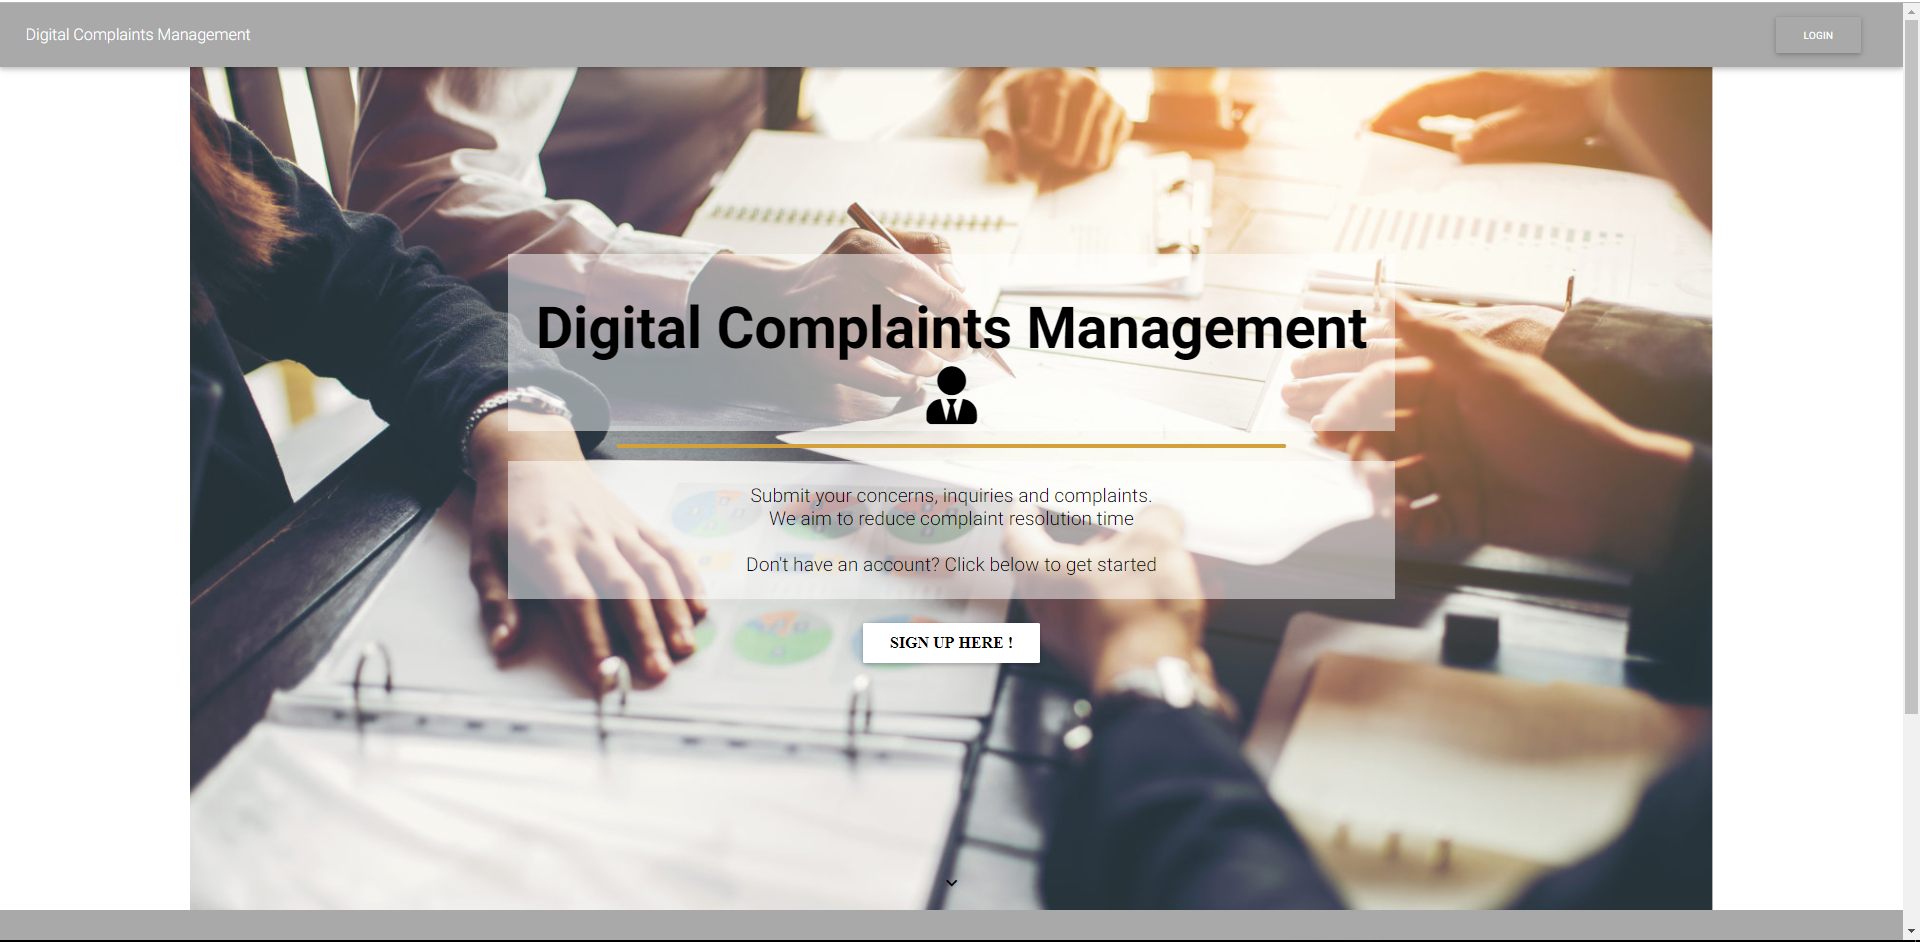 Digital Complaints Management
LOGIN
Digital Complaints Management
Submit your concerns, inquiries and complaints.
We aim to reduce complaint resolution time
Don't have an account? Click below to get started
SIGN UP HERE !